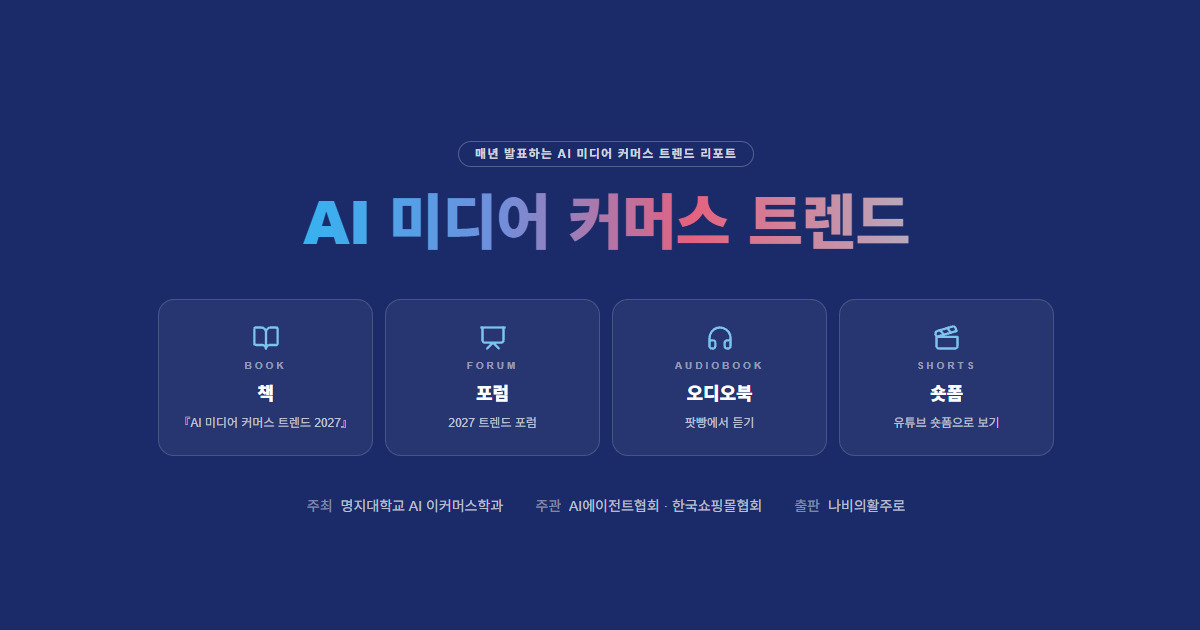 매년 발표하는 AI 미디어 커머스 트렌드 리포트
AI 미디어 커머스 트렌드
BOOK
책
『AI 미디어 커머스 트렌드 2027』
FORUM
포럼
2027 트렌드 포럼
AUDIOBOOK
오디오북
팟빵에서 듣기
SHORTS
숏폼
유튜브 숏폼으로 보기
주최 명지대학교 AI 이커머스학과 주관 AI에이전트협회 · 한국쇼핑몰협회 출판 나비의활주로